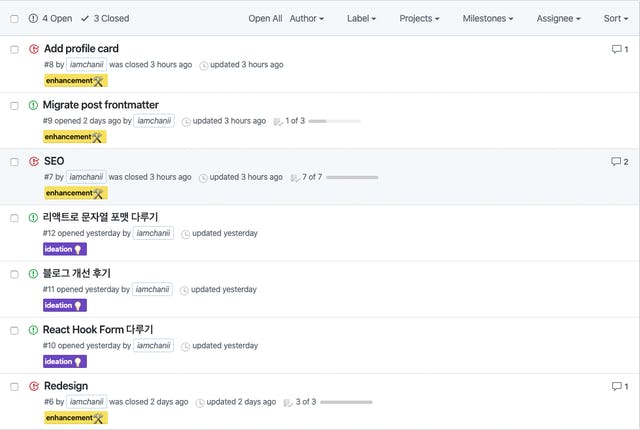 4 Open 3 Closed Open All Author Label Projects Milestones Assignee Sort
Add profile card 1
#8 by iamchanii was closed 3 hours ago updated 3 hours ago
enhancement🛠
Migrate post frontmatter
#9 opened 2 days ago by iamchanii updated 3 hours ago 1 of 3
enhancement🛠
SEO 2
#7 by iamchanii was closed 3 hours ago updated 3 hours ago 7 of 7
enhancement🛠
리액트로 문자열 포맷 다루기
#12 opened yesterday by iamchanii updated yesterday
ideation💡
블로그 개선 후기
#11 opened yesterday by iamchanii updated yesterday
ideation💡
React Hook Form 다루기
#10 opened yesterday by iamchanii updated yesterday
ideation💡
Redesign 1
#6 by iamchanii was closed 2 days ago updated 2 days ago 3 of 3
enhancement🛠